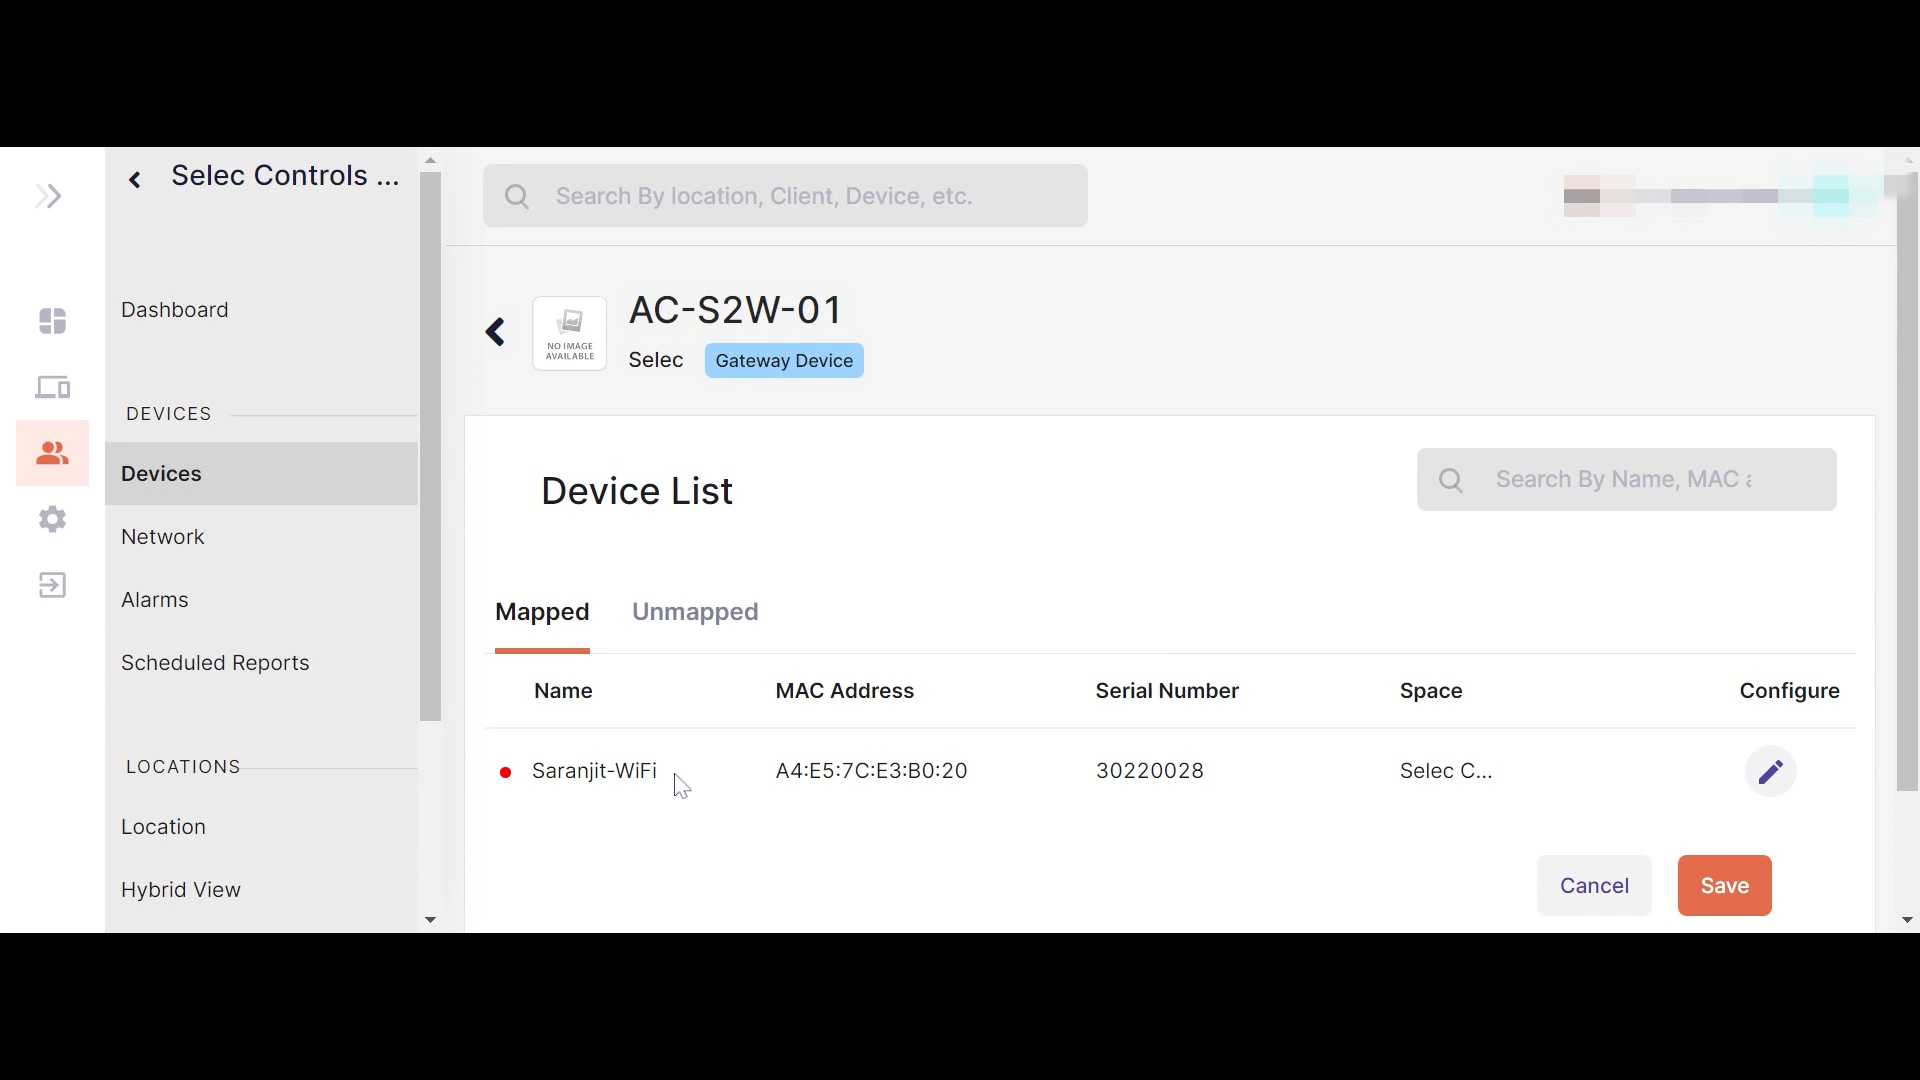 Selec Controls ...
Search By location, Client, Device, etc.
Dashboard
DEVICES
Devices
Network
Alarms
Scheduled Reports
LOCATIONS
Location
Hybrid View
NO IMAGE
AVAILABLE
AC-S2W-01
Selec Gateway Device
Device List
Search By Name, MAC a
Mapped Unmapped
Name MAC Address Serial Number Space Configure
Saranjit-WiFi A4:E5:7C:E3:B0:20 30220028 Selec C...
Cancel Save